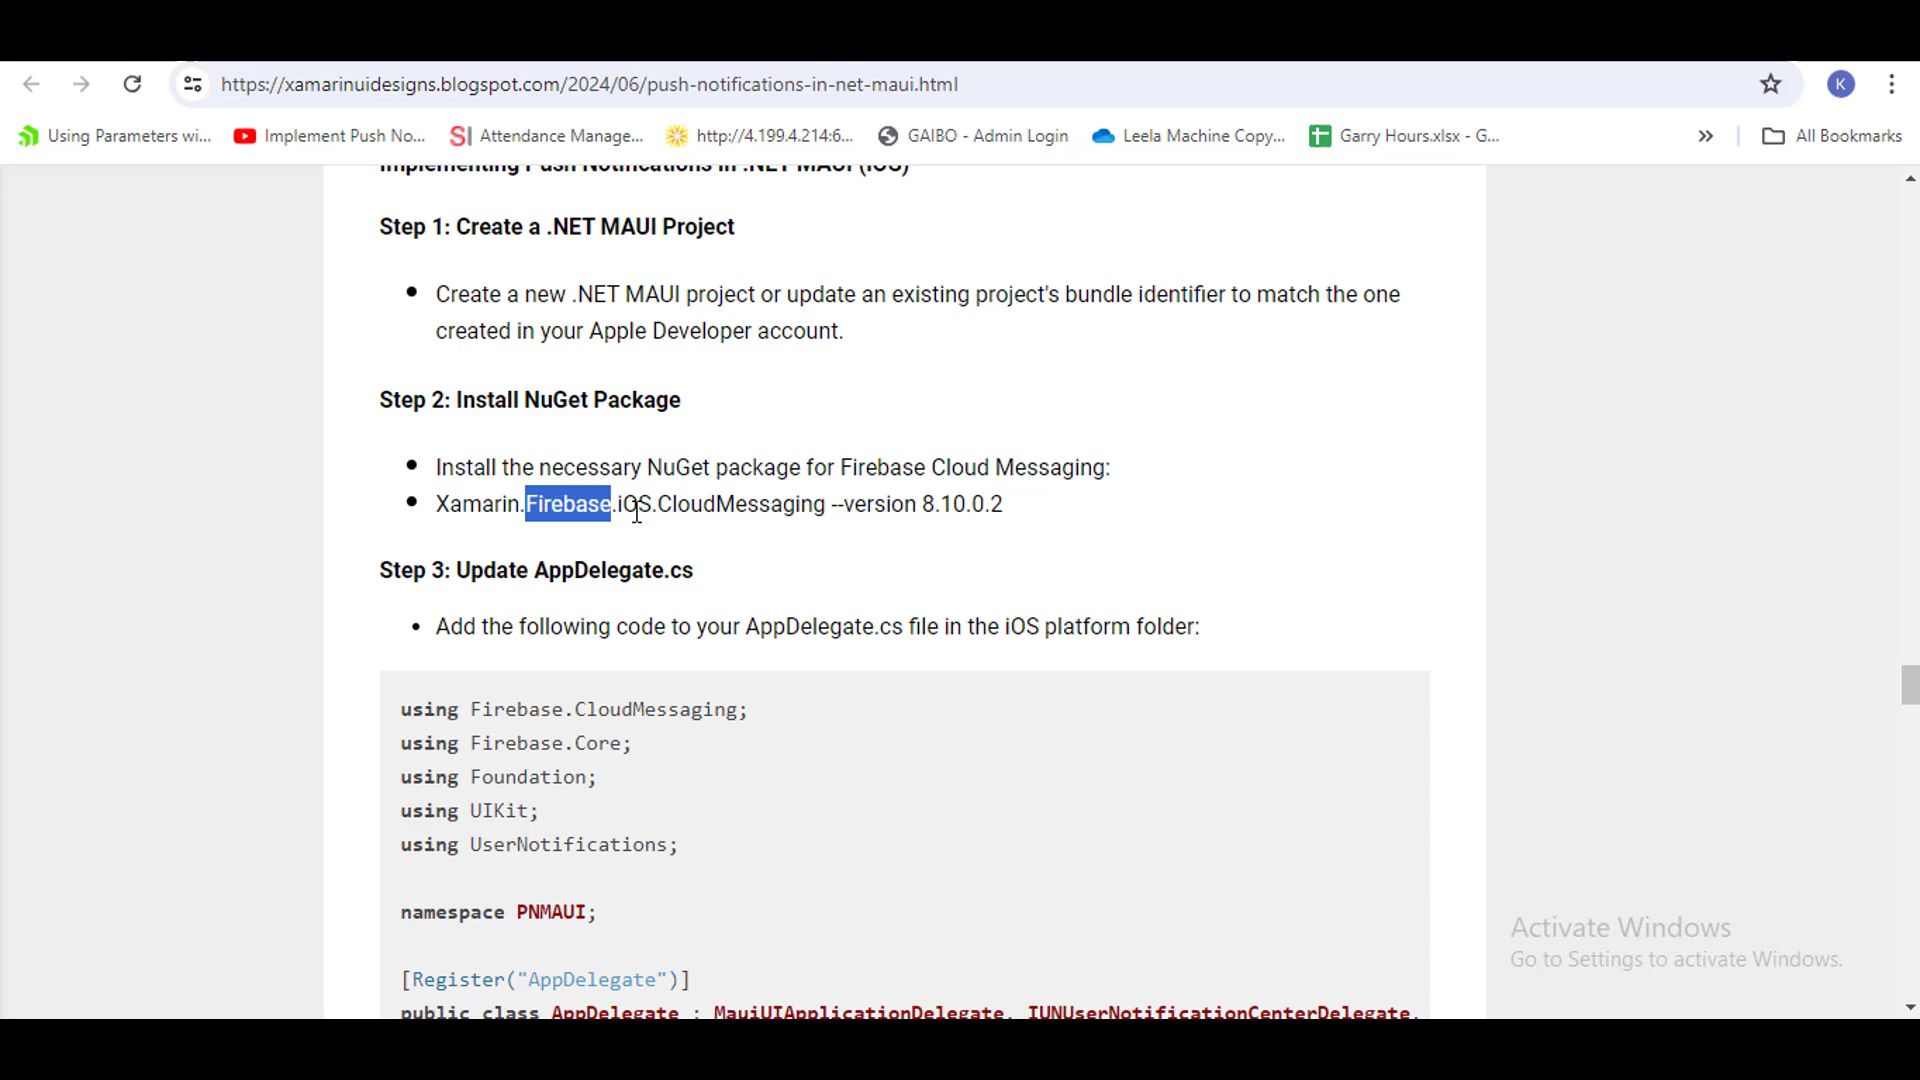 https://xamarinuidesigns.blogspot.com/2024/06/push-notifications-in-net-maui.html
K
Using Parameters wi...
Implement Push No...
Attendance Manage...
http://4.199.4.214:6...
GAIBO - Admin Login
Leela Machine Copy...
Garry Hours.xlsx - G...
»
All Bookmarks
Implementing Push Notifications in .NET MAUI (iOS)
Step 1: Create a .NET MAUI Project
Create a new .NET MAUI project or update an existing project's bundle identifier to match the one
created in your Apple Developer account.
Step 2: Install NuGet Package
Install the necessary NuGet package for Firebase Cloud Messaging:
Xamarin.Firebase.iOS.CloudMessaging --version 8.10.0.2
Step 3: Update AppDelegate.cs
Add the following code to your AppDelegate.cs file in the iOS platform folder:
using Firebase.CloudMessaging;
using Firebase.Core;
using Foundation;
using UIKit;
using UserNotifications;
namespace PNMAUI;
[Register("AppDelegate")]
public class AppDelegate : MauiUIApplicationDelegate, IUNUserNotificationCenterDelegate,
Activate Windows
Go to Settings to activate Windows.